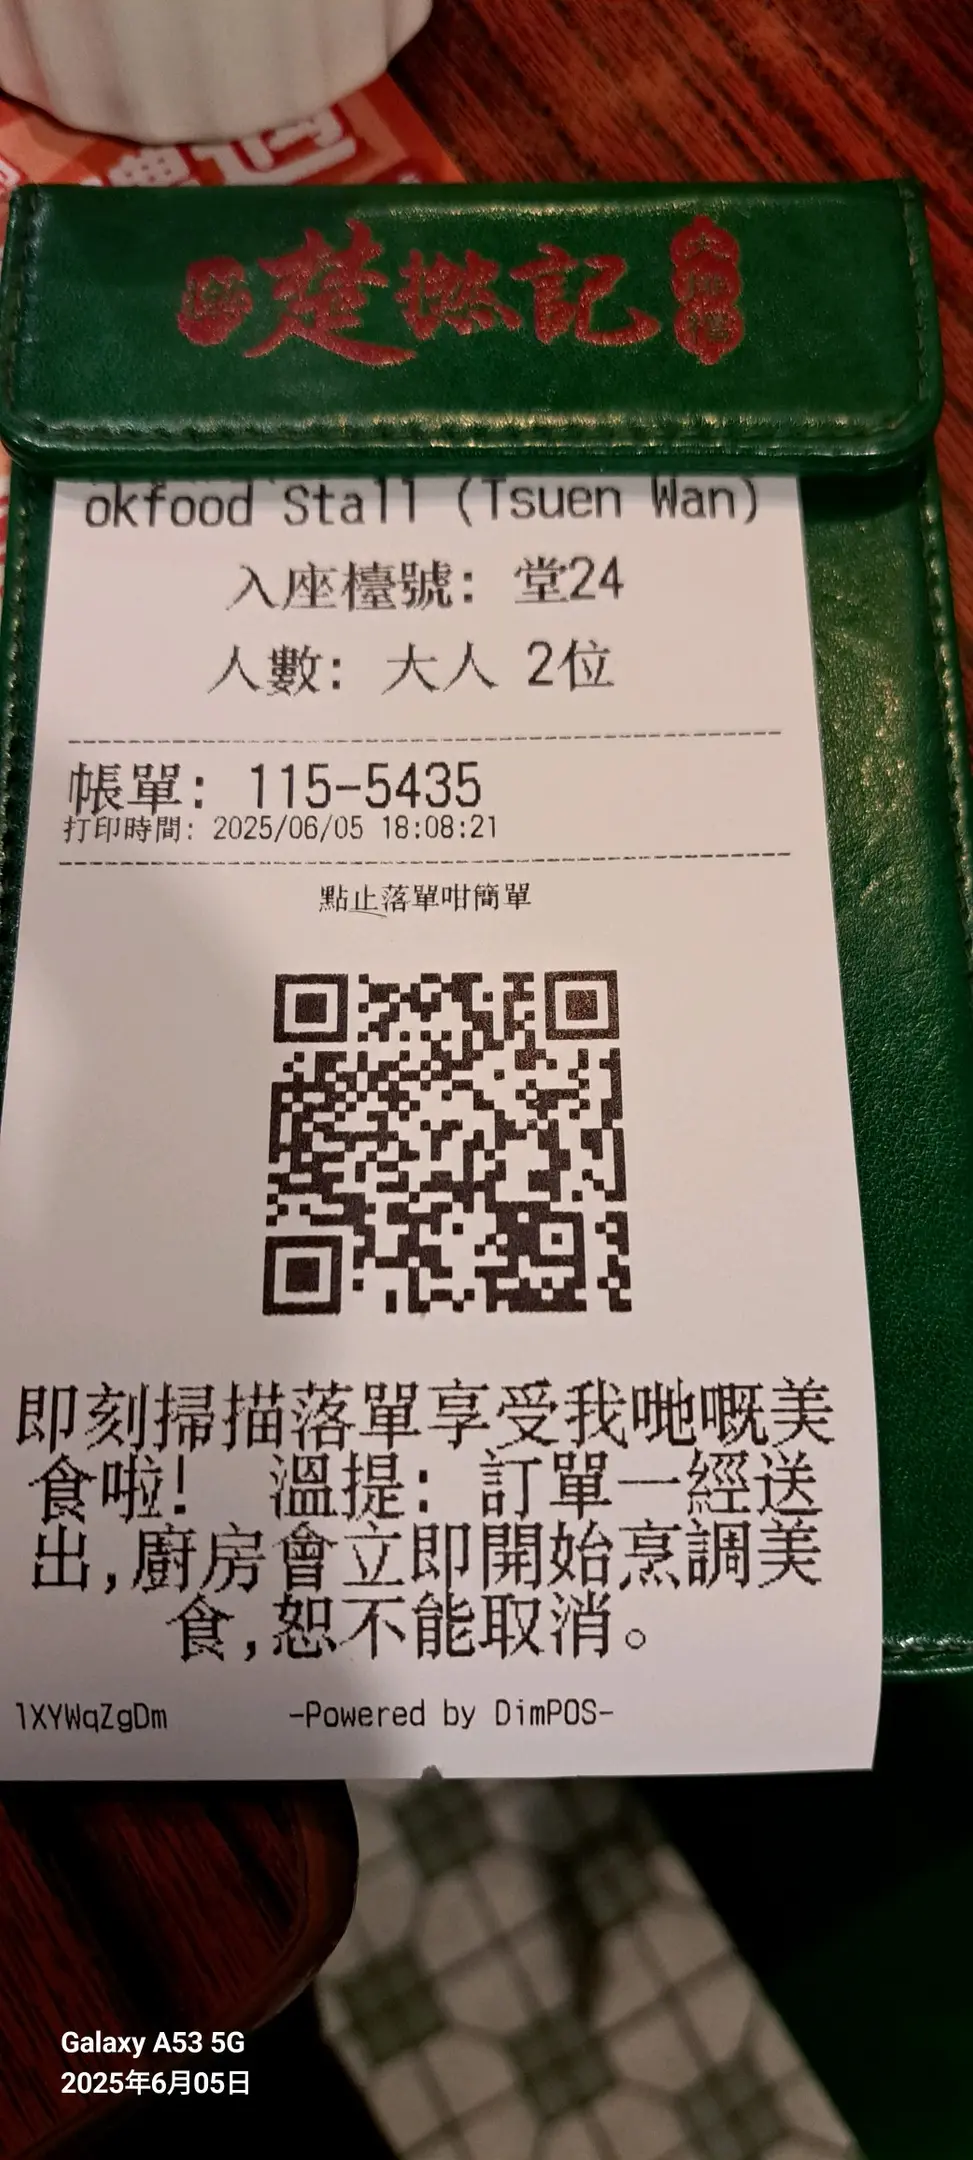 楚撚記
大排檔
okfood Stall (Tsuen Wan)
入座檯號: 堂24
人數: 大人 2位
帳單: 115-5435
打印時間: 2025/06/05 18:08:21
點止落單咁簡單
即刻掃描落單享受我哋嘅美
食啦! 溫提: 訂單一經送
出,廚房會立即開始烹調美
食,恕不能取消。
lXYWqZgDm -Powered by DimPOS-
Galaxy A53 5G
2025年6月05日